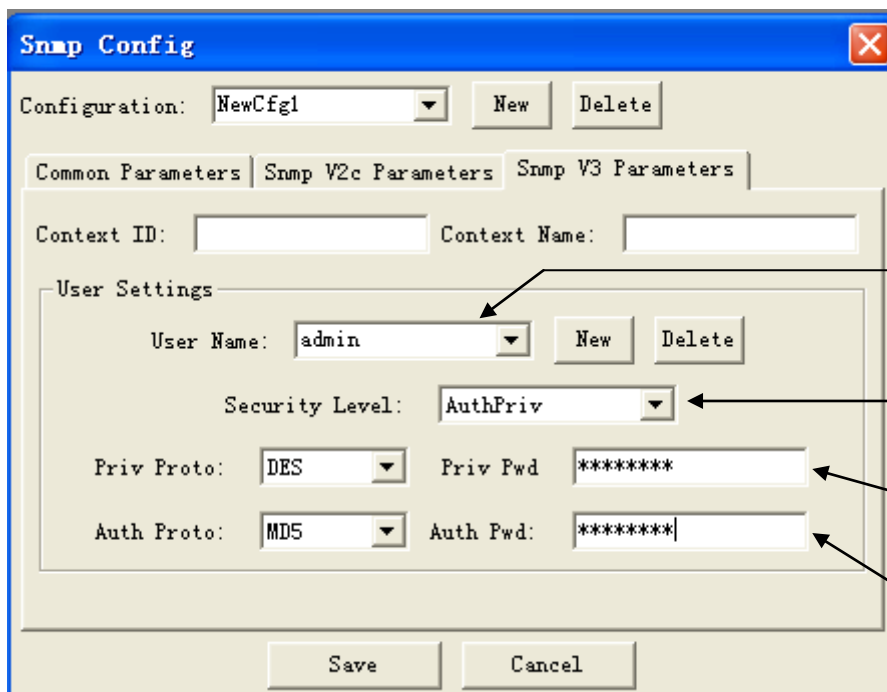 Snmp Config
Configuration: NewCfg1 New Delete
Common Parameters Snmp V2c Parameters Snmp V3 Parameters
Context ID: Context Name:
User Settings
User Name: admin New Delete
Security Level: AuthPriv
Priv Proto: DES Priv Pwd ********
Auth Proto: MD5 Auth Pwd: ********
Save Cancel